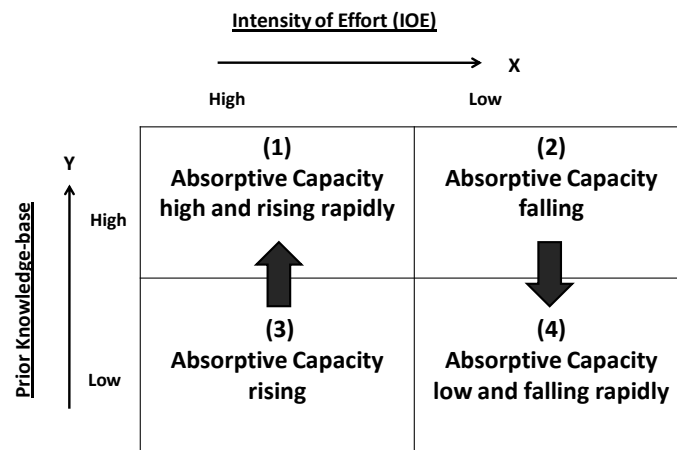 Intensity of Effort (IOE)
X
High
Low
Y
Prior Knowledge-base
High
Low
(1)
Absorptive Capacity
high and rising rapidly
(2)
Absorptive Capacity
falling
(3)
Absorptive Capacity
rising
(4)
Absorptive Capacity
low and falling rapidly